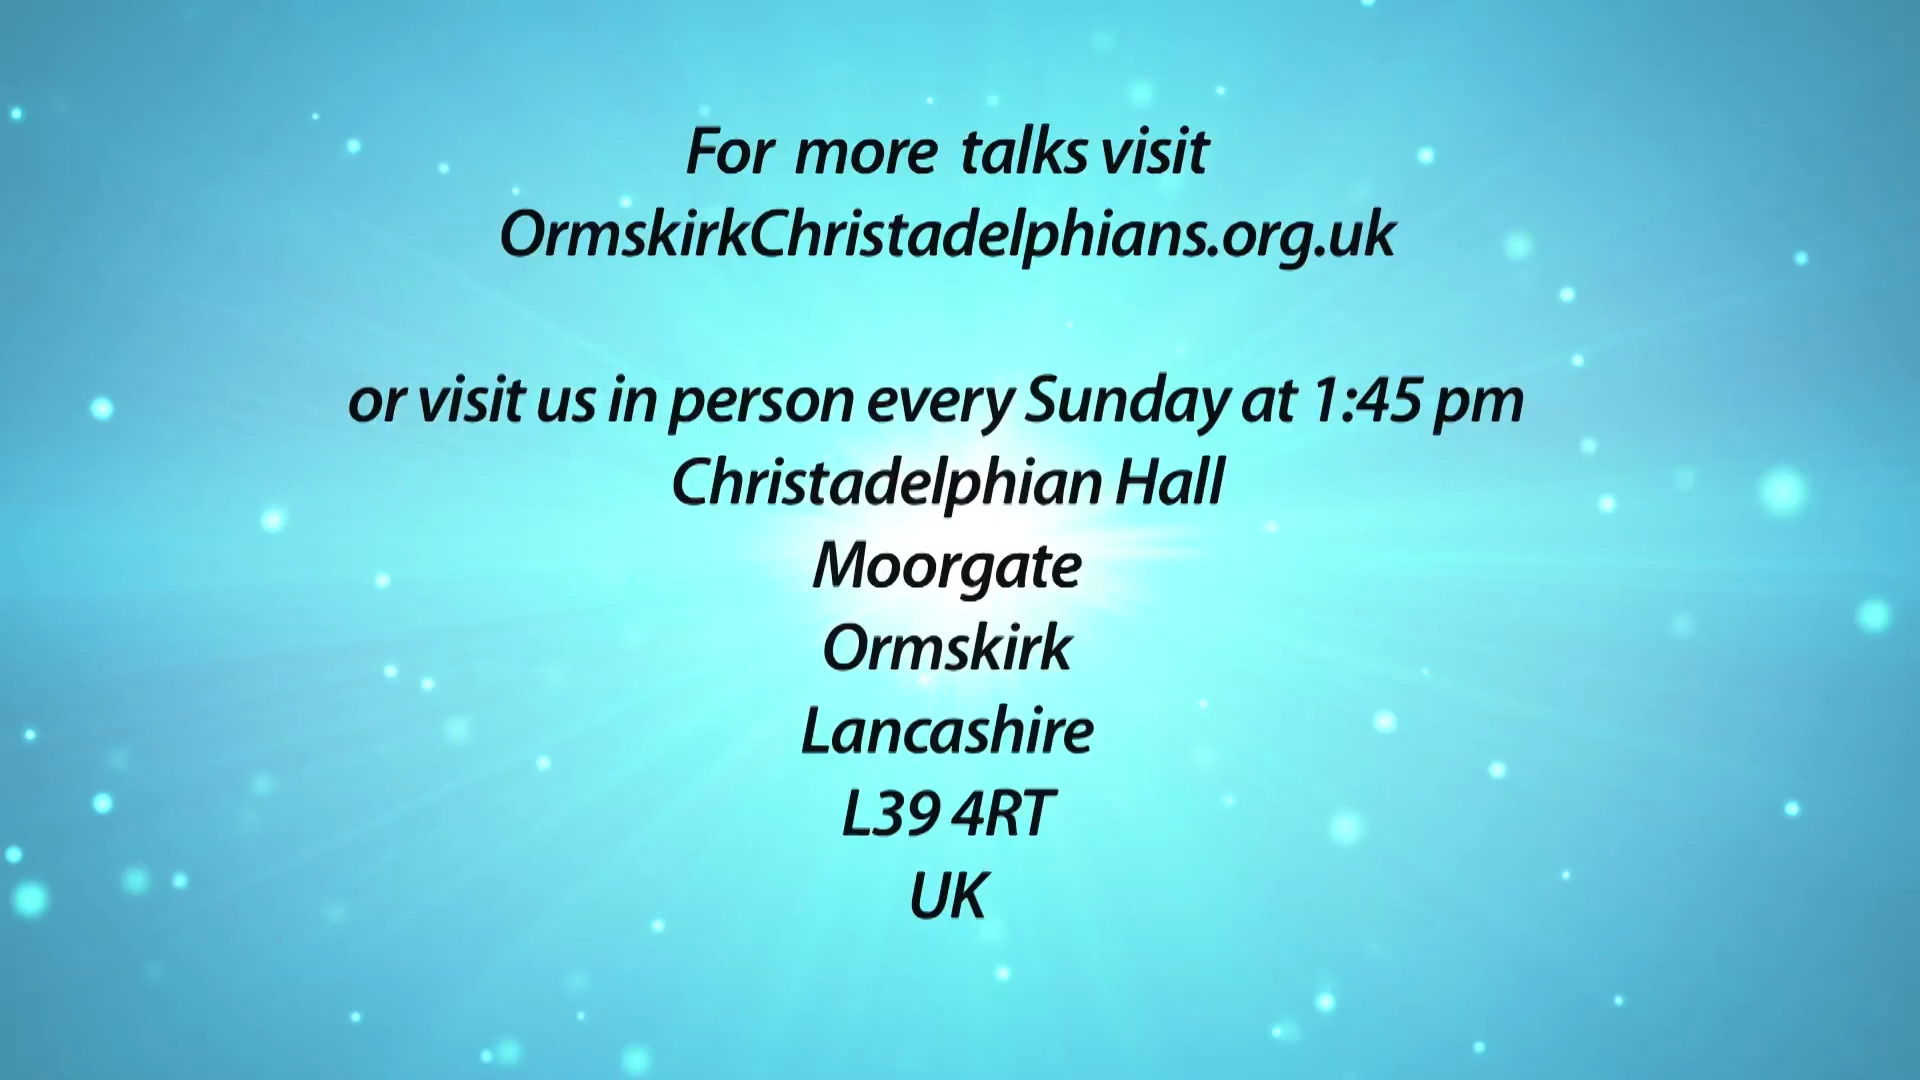 For more talks visit
OrmskirkChristadelphians.org.uk
or visit us in person every Sunday at 1:45 pm
Christadelphian Hall
Moorgate
Ormskirk
Lancashire
L39 4RT
UK